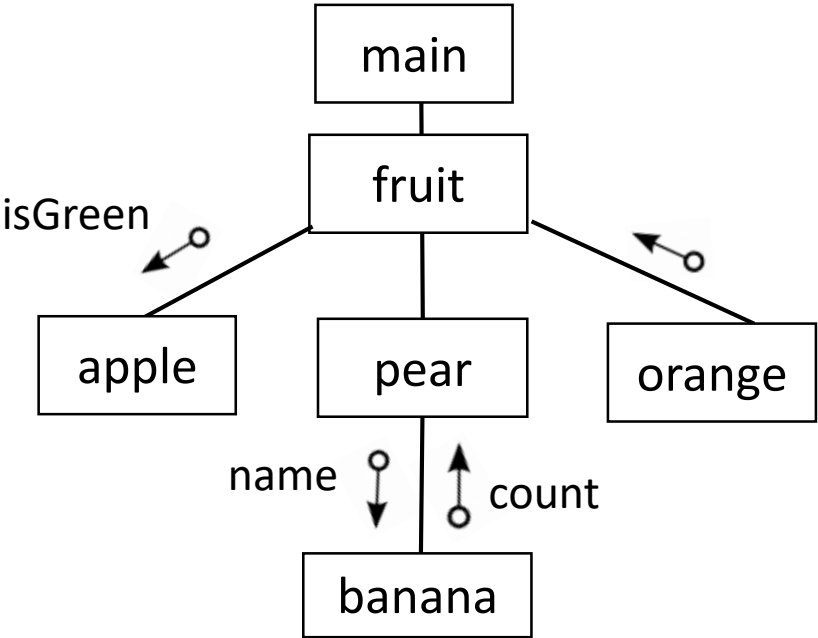 main
fruit
isGreen
apple
pear
orange
name
count
banana